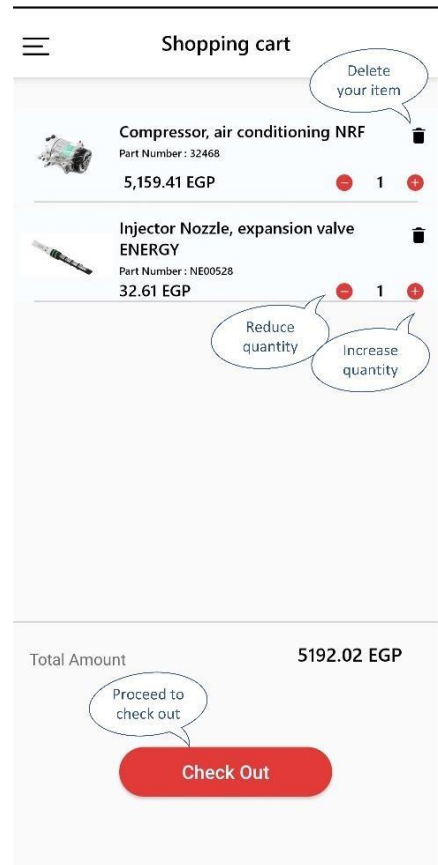 Shopping cart
Delete
your item
Compressor, air conditioning NRF
Part Number : 32468
5,159.41 EGP
1
Injector Nozzle, expansion valve
ENERGY
Part Number : NE00528
32.61 EGP
1
Reduce
quantity
Increase
quantity
Total Amount
5192.02 EGP
Proceed to
check out
Check Out